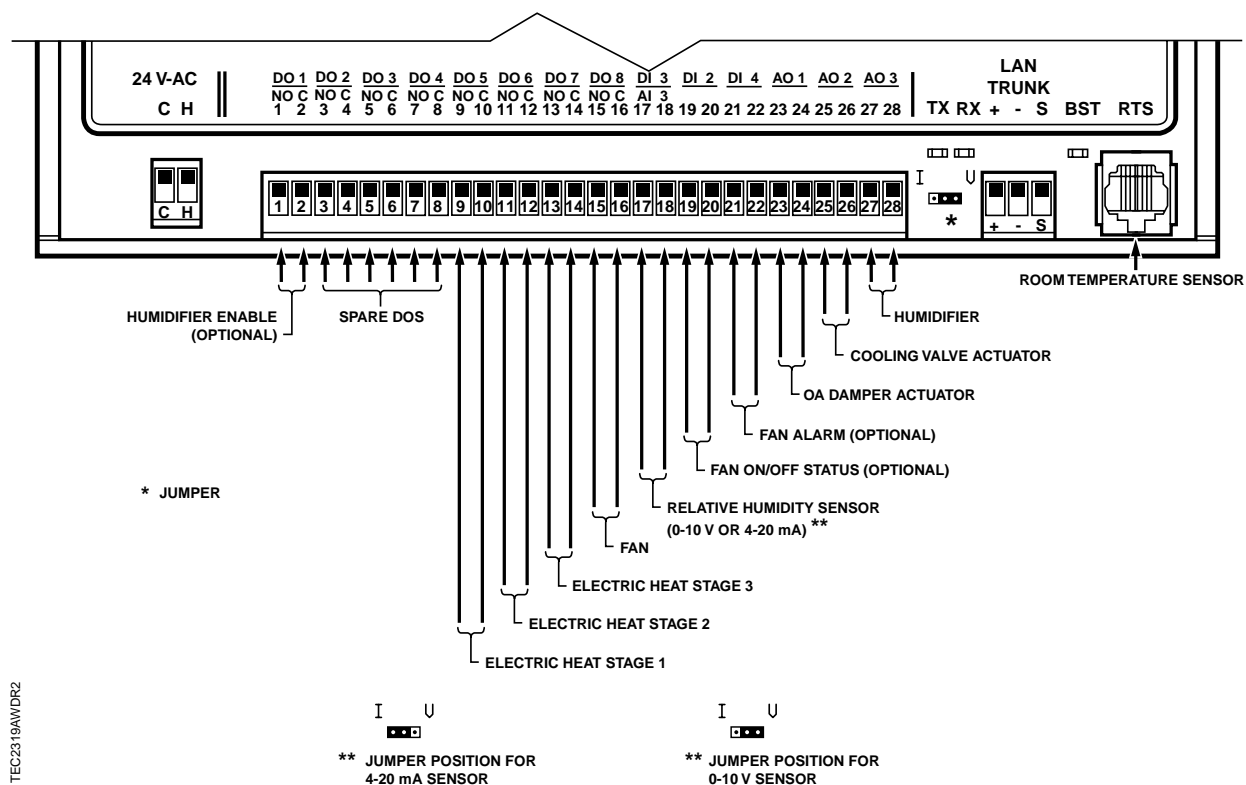 24 V-AC
C H
DO 1 DO 2 DO 3 DO 4 DO 5 DO 6 DO 7 DO 8 DI 3 DI 2 DI 4 AO 1 AO 2 AO 3
NO C NO C NO C NO C NO C NO C NO C NO C AI 3
1 2 3 4 5 6 7 8 9 10 11 12 13 14 15 16 17 18 19 20 21 22 23 24 25 26 27 28
LAN
TRUNK
TX RX + - S BST RTS
I U
C H
1 2 3 4 5 6 7 8 9 10 11 12 13 14 15 16 17 18 19 20 21 22 23 24 25 26 27 28
*
+ - S
ROOM TEMPERATURE SENSOR
HUMIDIFIER ENABLE
(OPTIONAL)
SPARE DOS
HUMIDIFIER
COOLING VALVE ACTUATOR
OA DAMPER ACTUATOR
FAN ALARM (OPTIONAL)
FAN ON/OFF STATUS (OPTIONAL)
* JUMPER
RELATIVE HUMIDITY SENSOR
(0-10 V OR 4-20 mA) **
FAN
ELECTRIC HEAT STAGE 3
ELECTRIC HEAT STAGE 2
ELECTRIC HEAT STAGE 1
TEC2319AWDR2
I U
** JUMPER POSITION FOR
4-20 mA SENSOR
I U
** JUMPER POSITION FOR
0-10 V SENSOR